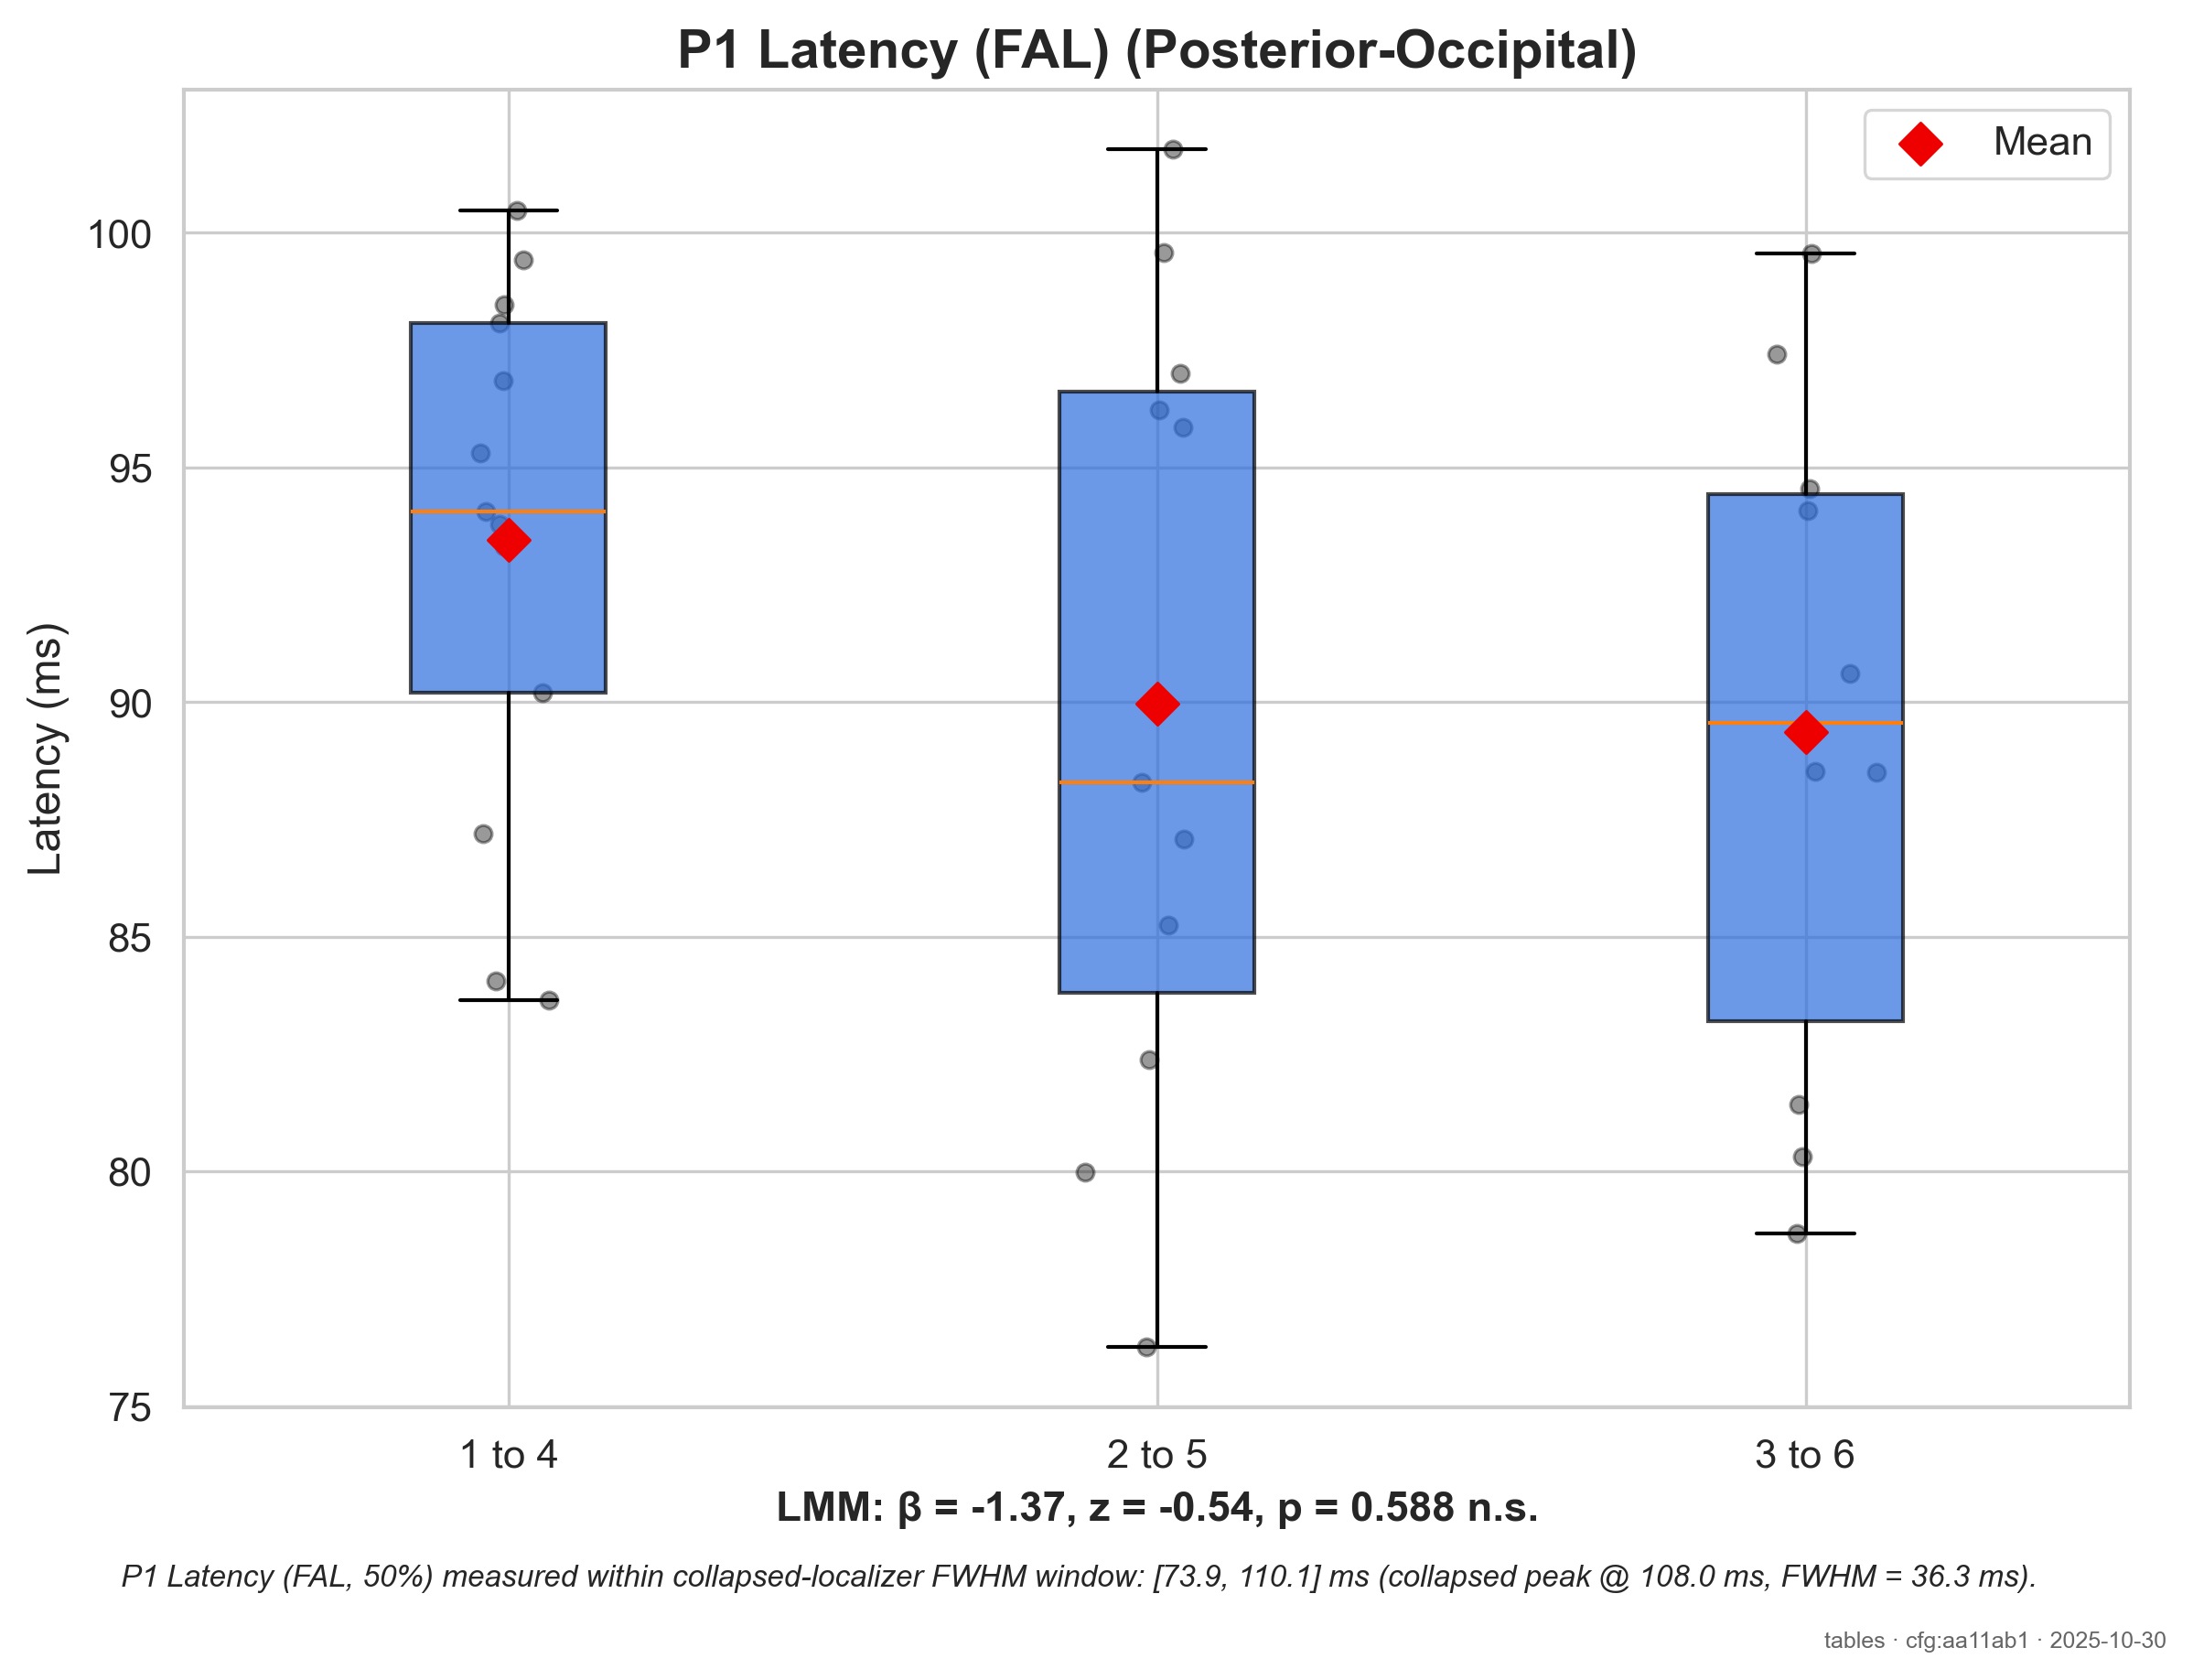 P1 Latency (FAL) (Posterior-Occipital)
Mean
Latency (ms)
100
95
90
85
80
75
1 to 4
2 to 5
3 to 6
LMM: β = -1.37, z = -0.54, p = 0.588 n.s.
P1 Latency (FAL, 50%) measured within collapsed-localizer FWHM window: [73.9, 110.1] ms (collapsed peak @ 108.0 ms, FWHM = 36.3 ms).
tables · cfg:aa11ab1 · 2025-10-30